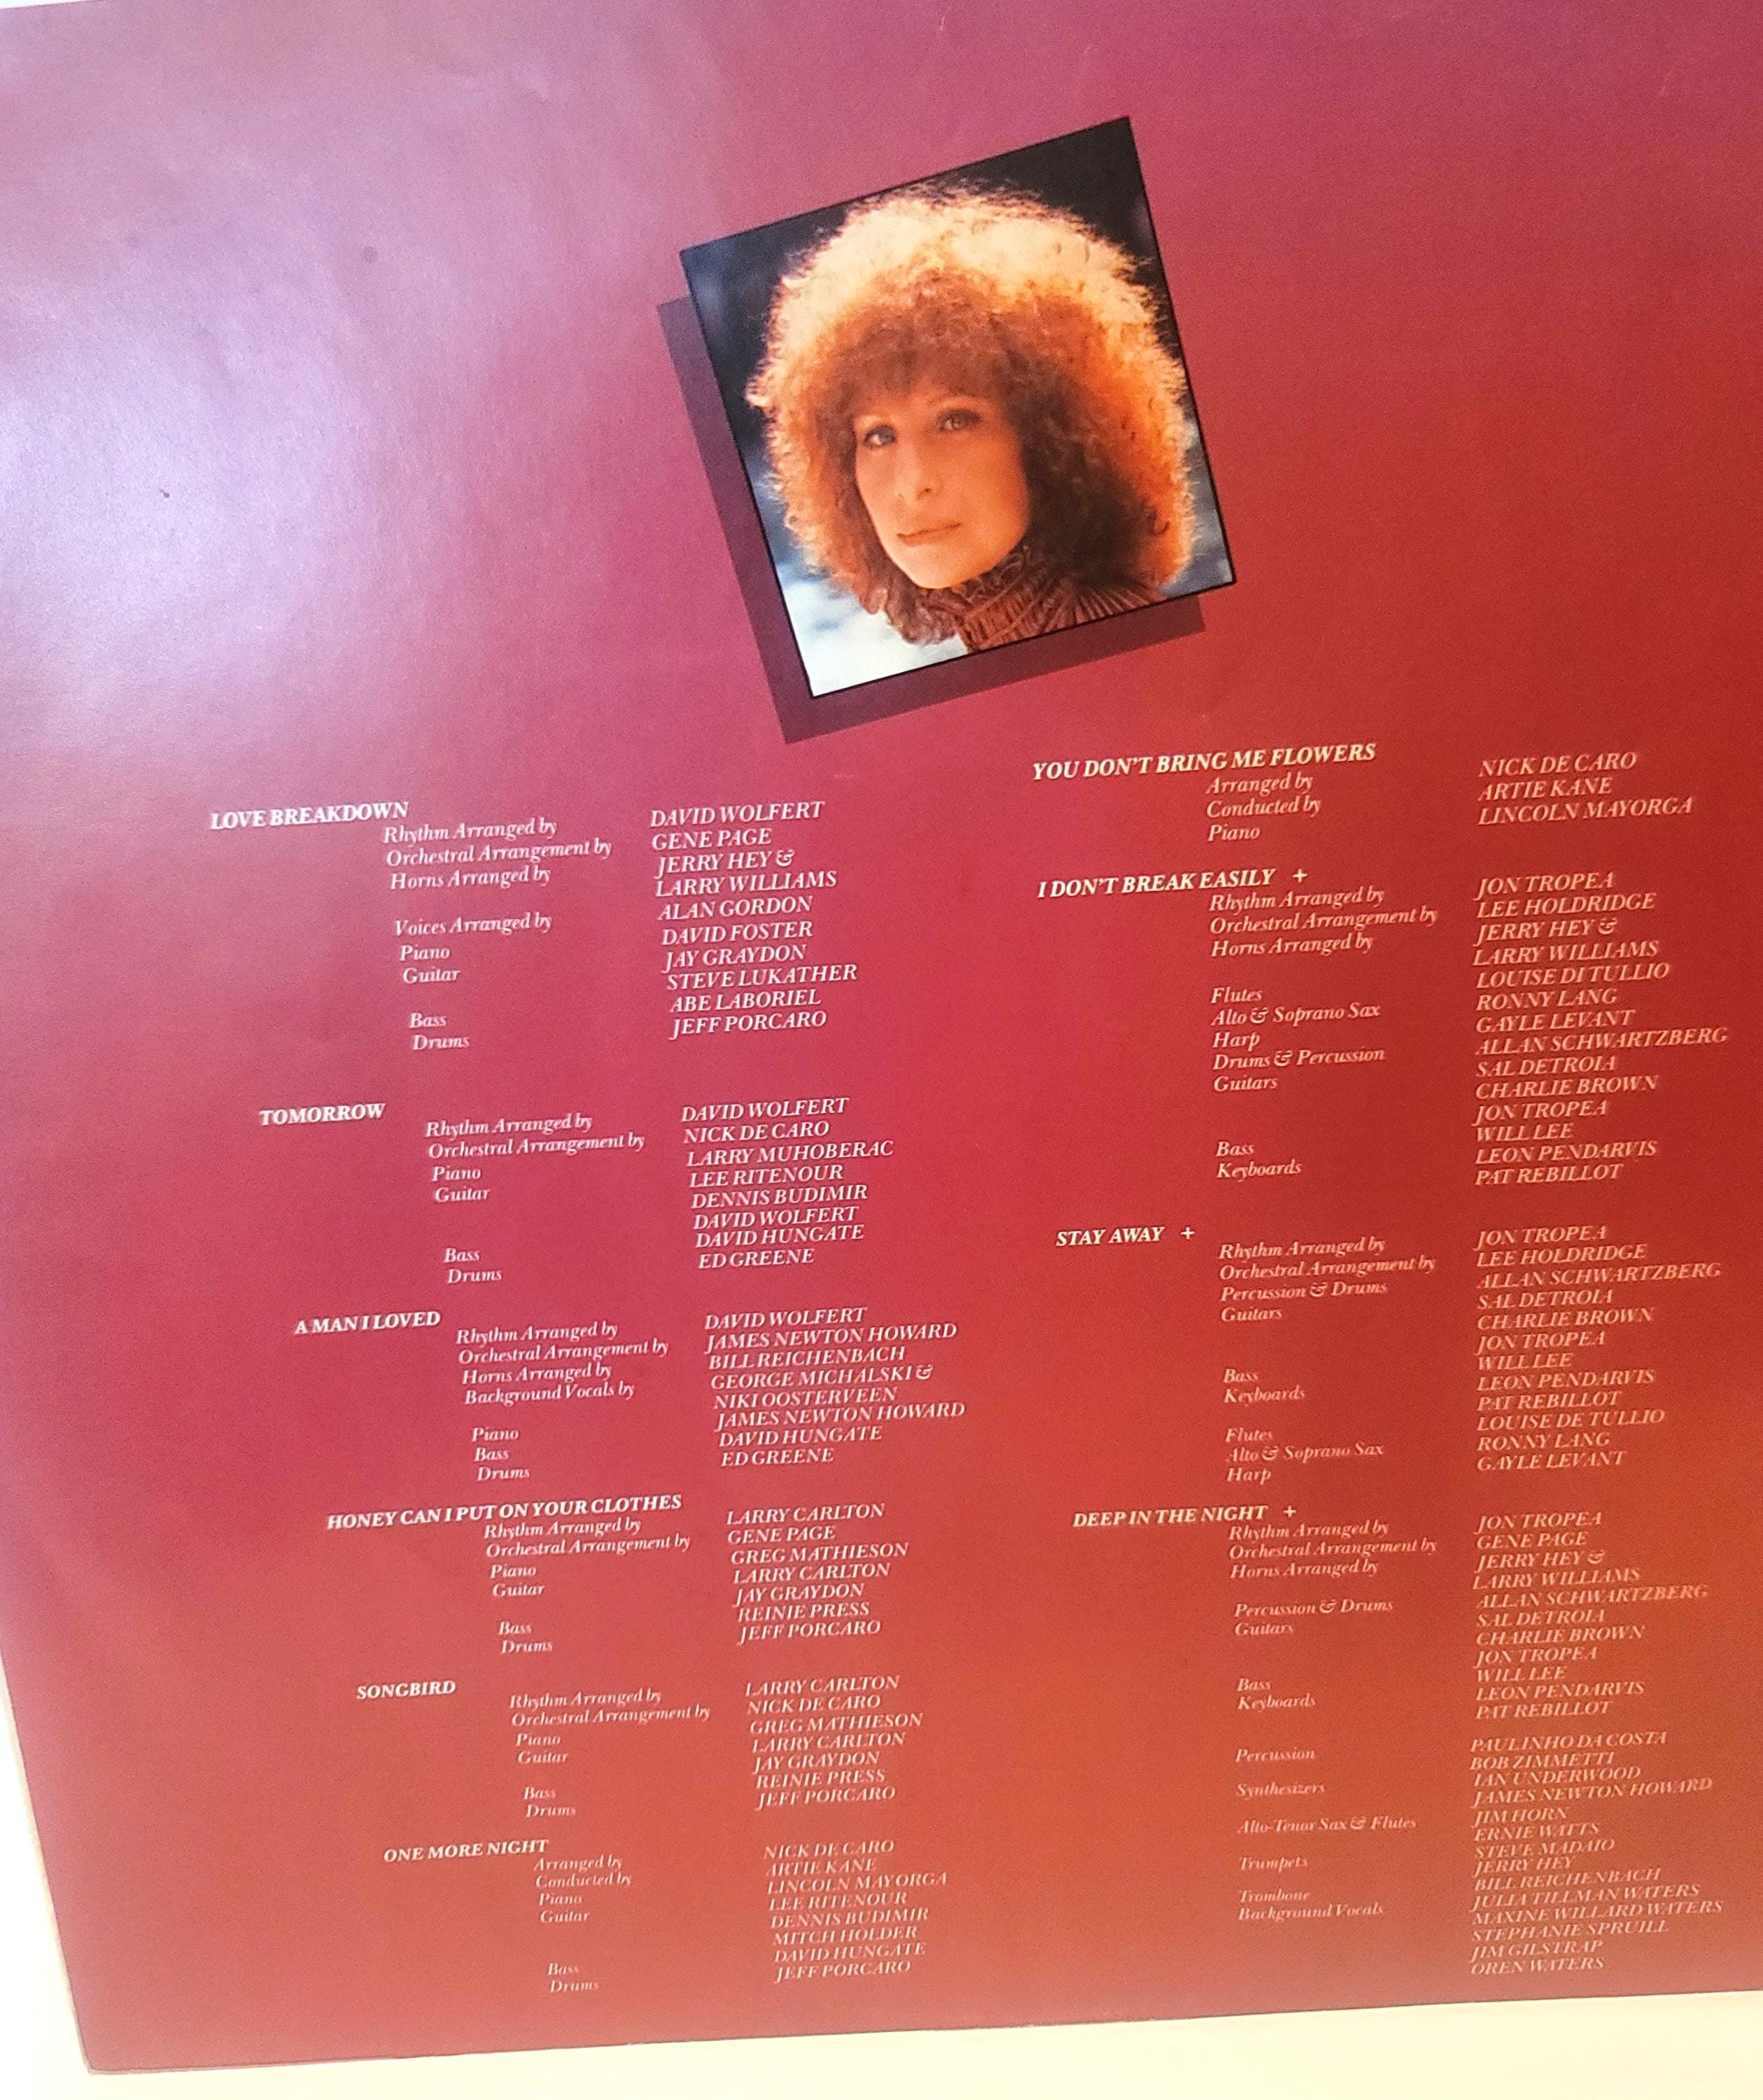 LOVE BREAKDOWN
Rhythm Arranged by DAVID WOLFERT
Orchestral Arrangement by GENE PAGE
Horns Arranged by JERRY HEY &
LARRY WILLIAMS
Voices Arranged by ALAN GORDON
Piano DAVID FOSTER
Guitar JAY GRAYDON
STEVE LUKATHER
Bass ABE LABORIEL
Drums JEFF PORCARO
TOMORROW
Rhythm Arranged by DAVID WOLFERT
Orchestral Arrangement by NICK DE CARO
Piano LARRY MUHOBERAC
Guitar LEE RITENOUR
DENNIS BUDIMIR
DAVID WOLFERT
Bass DAVID HUNGATE
Drums ED GREENE
A MAN I LOVED
Rhythm Arranged by DAVID WOLFERT
Orchestral Arrangement by JAMES NEWTON HOWARD
Horns Arranged by BILL REICHENBACH
Background Vocals by GEORGE MICHALSKI &
NIKI OOSTERVEEN
Piano JAMES NEWTON HOWARD
Bass DAVID HUNGATE
Drums ED GREENE
HONEY CAN I PUT ON YOUR CLOTHES
Rhythm Arranged by LARRY CARLTON
Orchestral Arrangement by GENE PAGE
Piano GREG MATHIESON
Guitar LARRY CARLTON
JAY GRAYDON
Bass REINIE PRESS
Drums JEFF PORCARO
SONGBIRD
Rhythm Arranged by LARRY CARLTON
Orchestral Arrangement by NICK DE CARO
Piano GREG MATHIESON
Guitar LARRY CARLTON
JAY GRAYDON
Bass REINIE PRESS
Drums JEFF PORCARO
ONE MORE NIGHT
Arranged by NICK DE CARO
Conducted by ARTIE KANE
Piano LINCOLN MAYORGA
Guitar LEE RITENOUR
DENNIS BUDIMIR
MITCH HOLDER
Bass DAVID HUNGATE
Drums JEFF PORCARO
YOU DON'T BRING ME FLOWERS
Arranged by NICK DE CARO
Conducted by ARTIE KANE
Piano LINCOLN MAYORGA
I DON'T BREAK EASILY +
Rhythm Arranged by JON TROPEA
Orchestral Arrangement by LEE HOLDRIDGE
Horns Arranged by JERRY HEY &
LARRY WILLIAMS
Flutes LOUISE DI TULLIO
Alto & Soprano Sax RONNY LANG
Harp GAYLE LEVANT
Drums & Percussion ALLAN SCHWARTZBERG
Guitars SAL DETROIA
CHARLIE BROWN
JON TROPEA
Bass WILL LEE
Keyboards LEON PENDARVIS
PAT REBILLOT
STAY AWAY +
Rhythm Arranged by JON TROPEA
Orchestral Arrangement by LEE HOLDRIDGE
Percussion & Drums ALLAN SCHWARTZBERG
Guitars SAL DETROIA
CHARLIE BROWN
JON TROPEA
Bass WILL LEE
Keyboards LEON PENDARVIS
PAT REBILLOT
Flutes LOUISE DE TULLIO
Alto & Soprano Sax RONNY LANG
Harp GAYLE LEVANT
DEEP IN THE NIGHT +
Rhythm Arranged by JON TROPEA
Orchestral Arrangement by GENE PAGE
Horns Arranged by JERRY HEY &
LARRY WILLIAMS
Percussion & Drums ALLAN SCHWARTZBERG
Guitars SAL DETROIA
CHARLIE BROWN
JON TROPEA
Bass WILL LEE
Keyboards LEON PENDARVIS
PAT REBILLOT
Percussion PAULINHO DA COSTA
BOB ZIMMETTI
Synthesizers IAN UNDERWOOD
JAMES NEWTON HOWARD
Alto-Tenor Sax & Flutes JIM HORN
ERNIE WATTS
Trumpets STEVE MADAIO
JERRY HEY
Trombone BILL REICHENBACH
Background Vocals JULIA TILLMAN WATERS
MAXINE WILLARD WATERS
STEPHANIE SPRUILL
JIM GILSTRAP
OREN WATERS